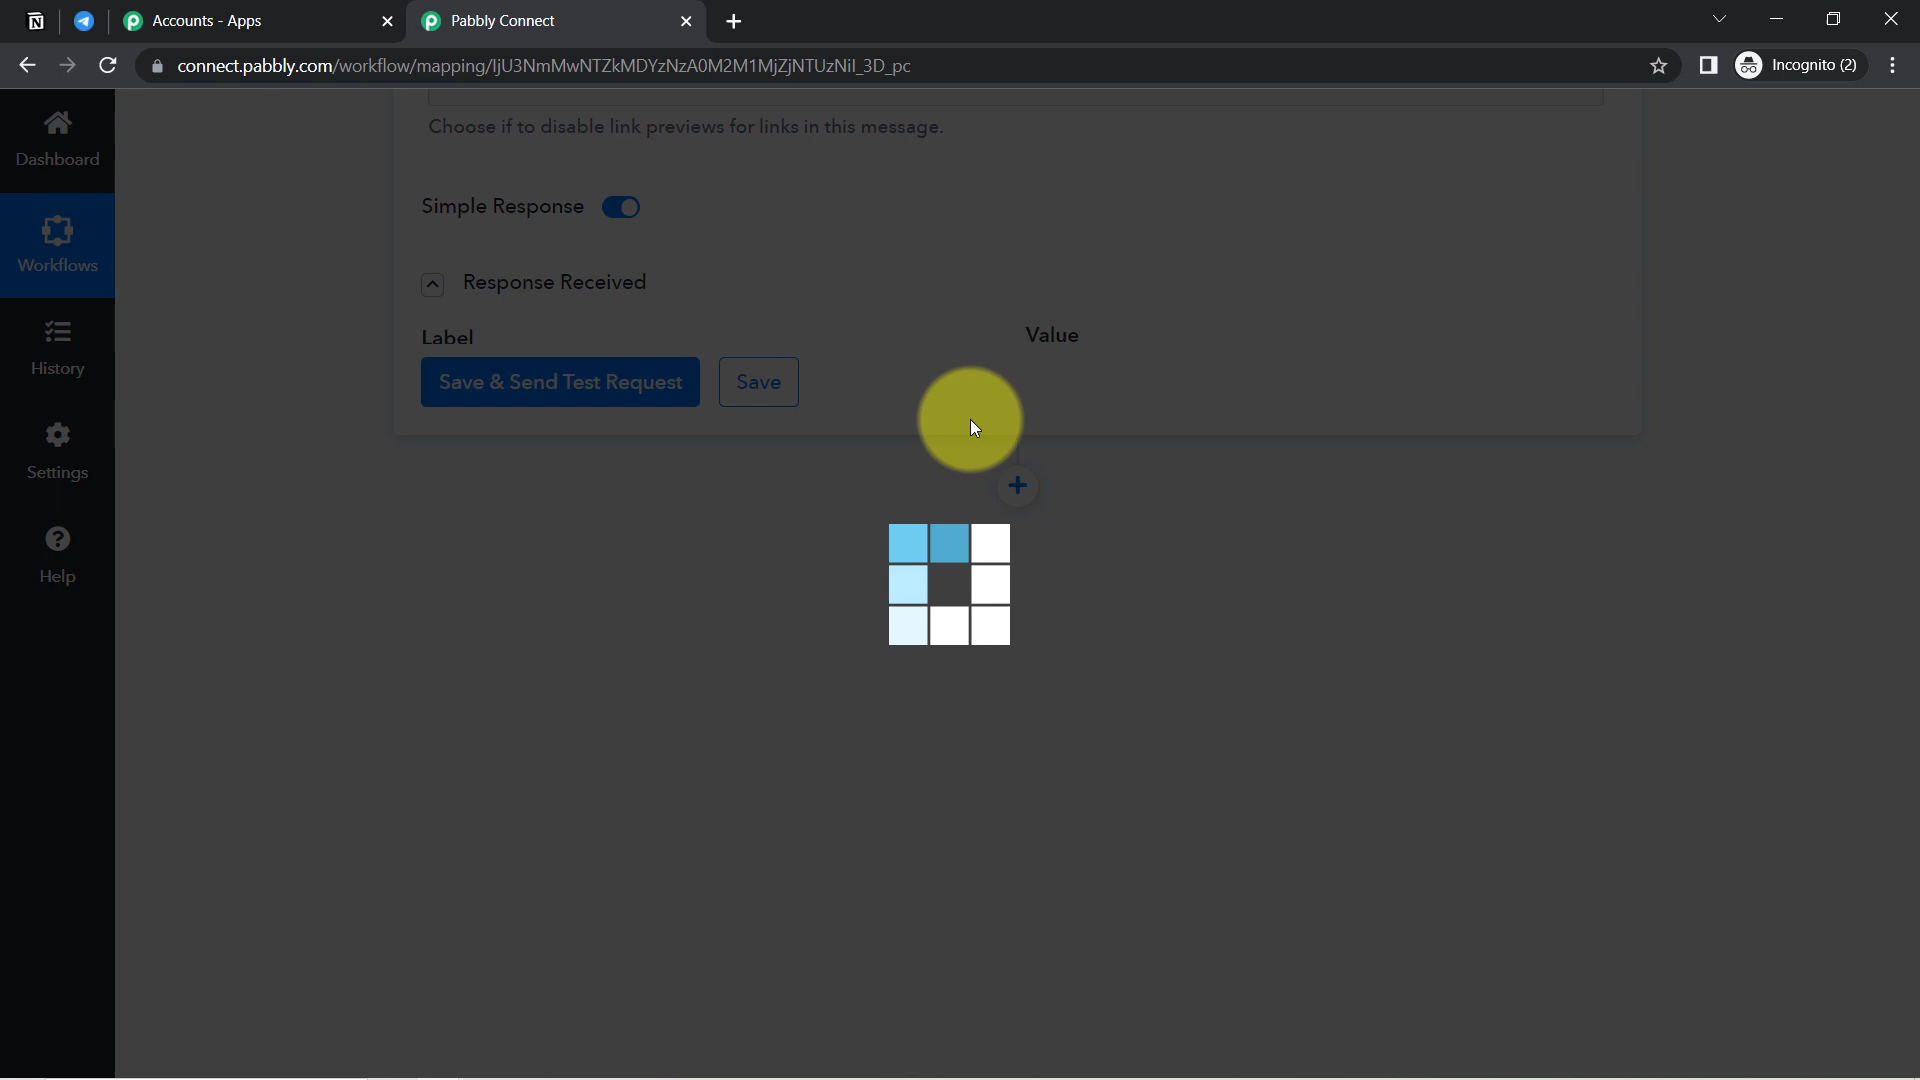 Accounts - Apps
Pabbly Connect
connect.pabbly.com/workflow/mapping/IjU3NmMwNTZkMDYzNzA0M2M1MjZjNTUzNiI_3D_pc
Incognito (2)
Dashboard
Workflows
History
Settings
Help
Choose if to disable link previews for links in this message.
Simple Response
Response Received
Label
Value
Save & Send Test Request
Save